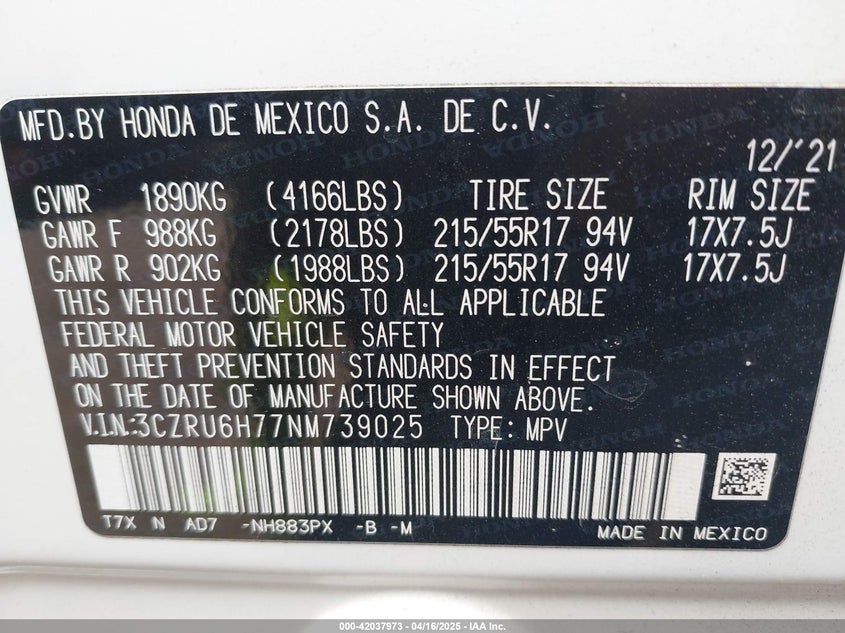 MFD.BY HONDA DE MEXICO S.A. DE C.V.
12/'21
GVWR 1890KG (4166LBS) TIRE SIZE RIM SIZE
GAWR F 988KG (2178LBS) 215/55R17 94V 17X7.5J
GAWR R 902KG (1988LBS) 215/55R17 94V 17X7.5J
THIS VEHICLE CONFORMS TO ALL APPLICABLE
FEDERAL MOTOR VEHICLE SAFETY
AND THEFT PREVENTION STANDARDS IN EFFECT
ON THE DATE OF MANUFACTURE SHOWN ABOVE.
V.I.N.:3CZRU6H77NM739025 TYPE: MPV
T7X N AD7 -NH883PX -B -M
MADE IN MEXICO
000-42037973 / 04/16/2025 - IAA Inc.